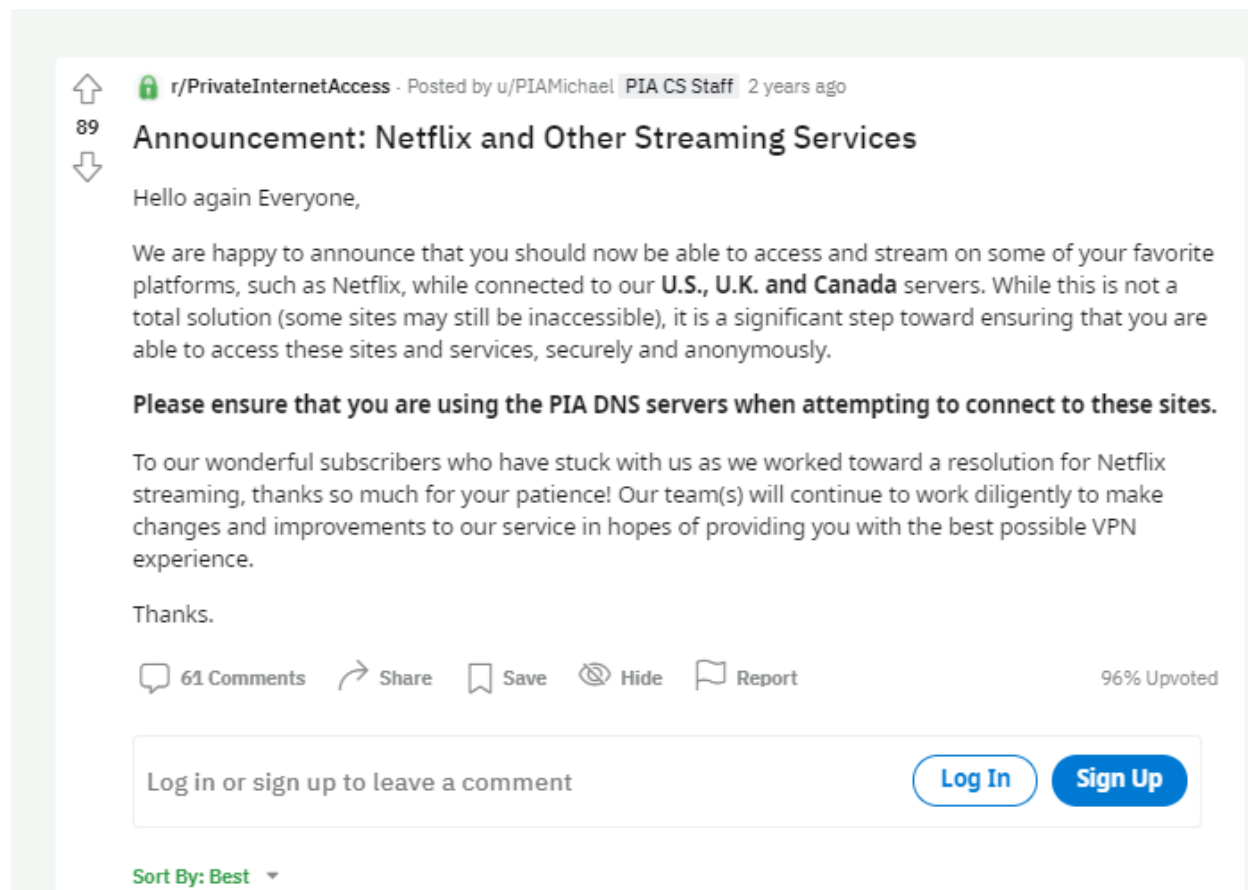 r/PrivateInternetAccess · Posted by u/PIAMichael PIA CS Staff 2 years ago
89
Announcement: Netflix and Other Streaming Services
Hello again Everyone,
We are happy to announce that you should now be able to access and stream on some of your favorite
platforms, such as Netflix, while connected to our U.S., U.K. and Canada servers. While this is not a
total solution (some sites may still be inaccessible), it is a significant step toward ensuring that you are
able to access these sites and services, securely and anonymously.
Please ensure that you are using the PIA DNS servers when attempting to connect to these sites.
To our wonderful subscribers who have stuck with us as we worked toward a resolution for Netflix
streaming, thanks so much for your patience! Our team(s) will continue to work diligently to make
changes and improvements to our service in hopes of providing you with the best possible VPN
experience.
Thanks.
61 Comments Share Save Hide Report 96% Upvoted
Log in or sign up to leave a comment Log In Sign Up
Sort By: Best